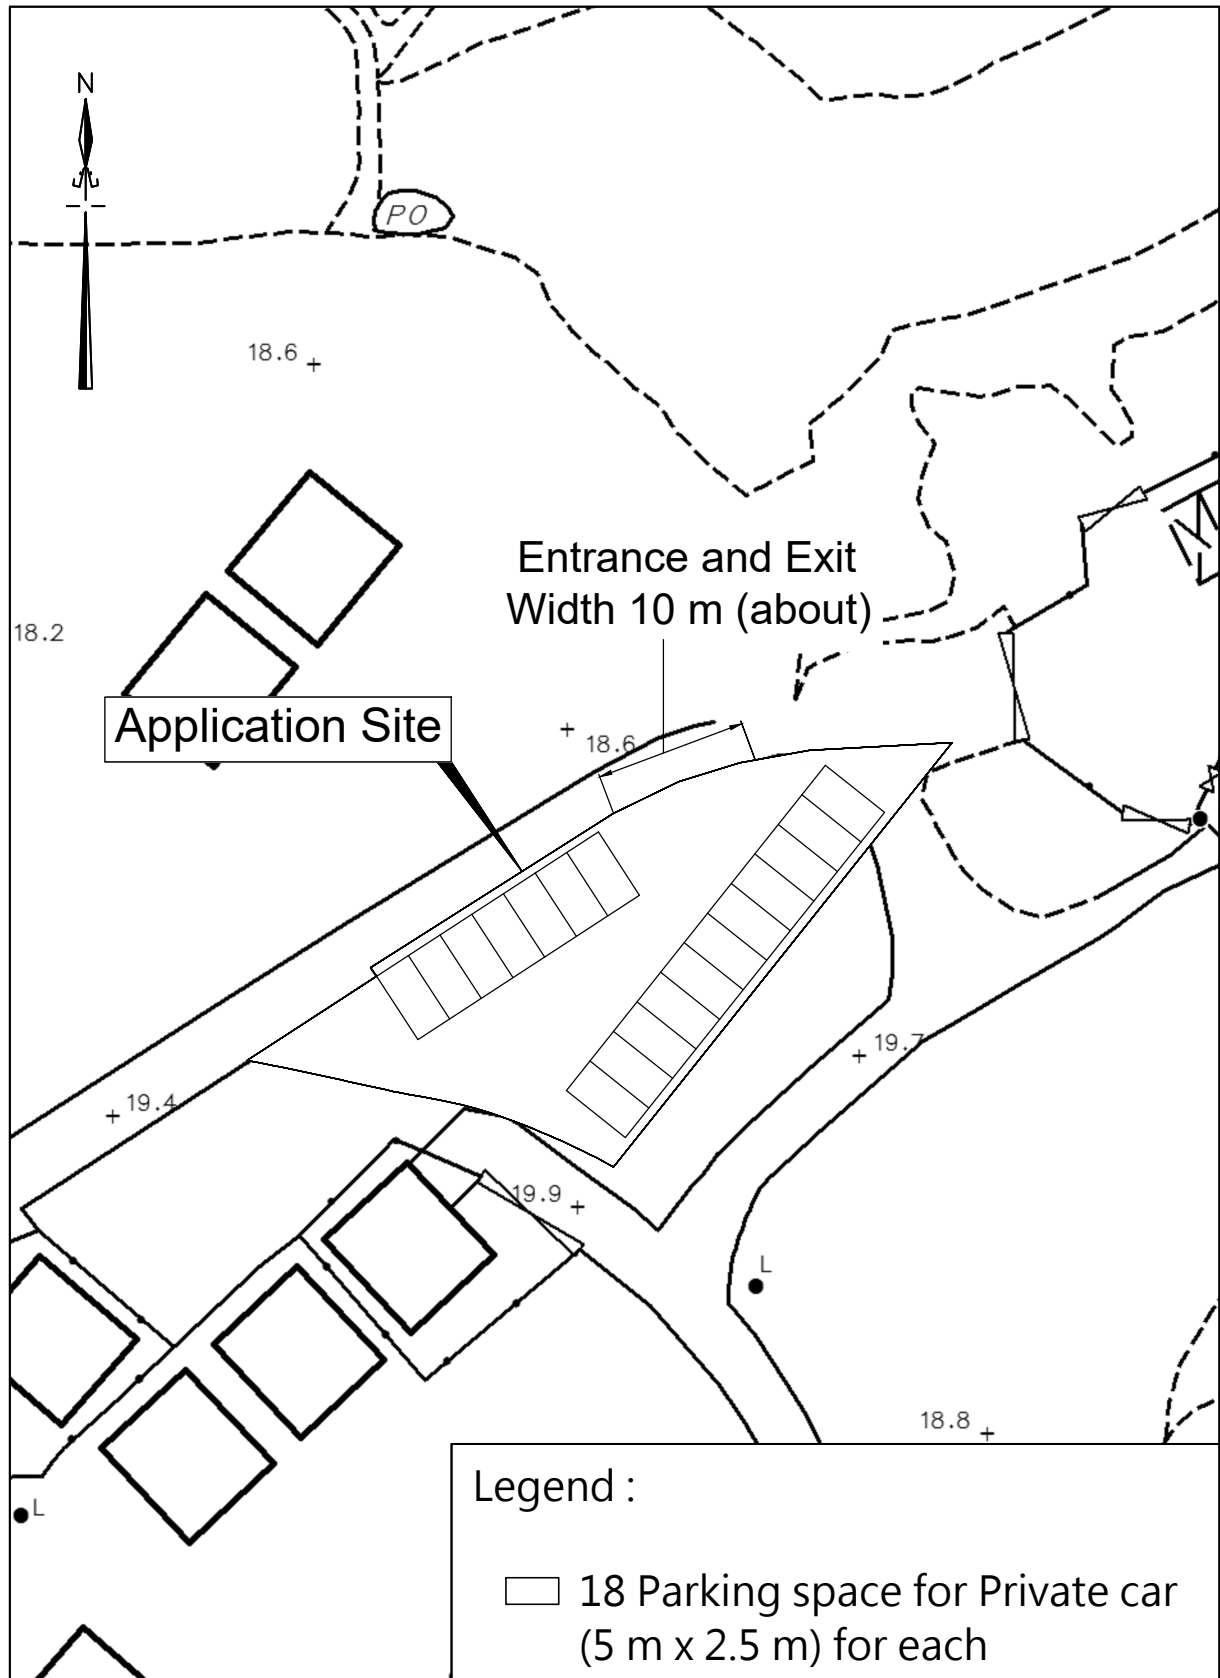 N
PO
18.6
Entrance and Exit
Width 10 m (about)
18.2
Application Site
18.6
19.7
19.4
19.9
L
18.8
L
Legend :
18 Parking space for Private car
(5 m x 2.5 m) for each